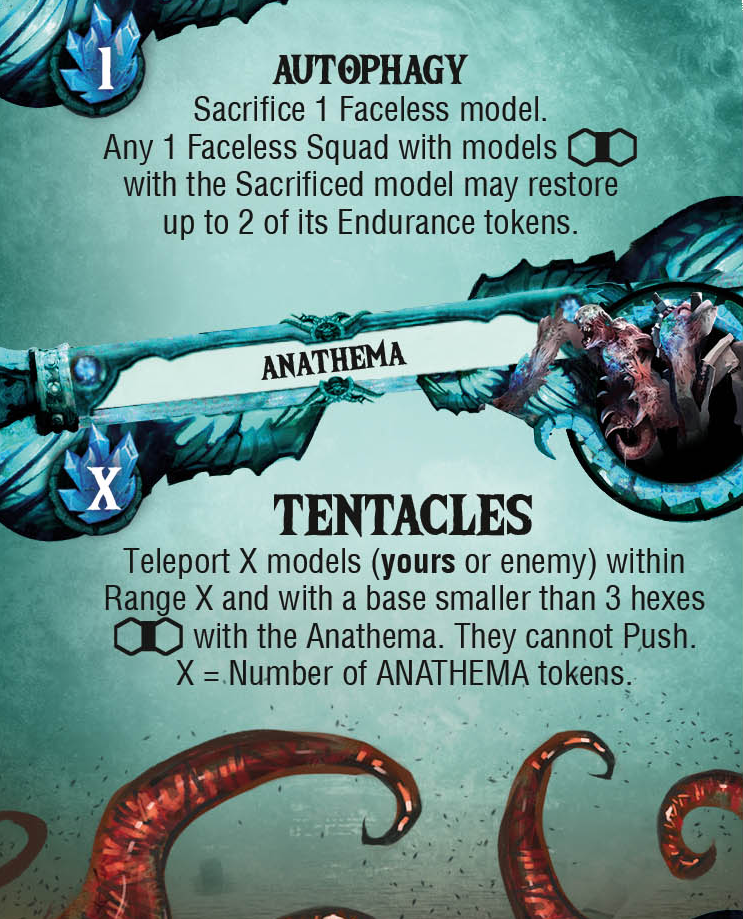 1
AUTOPHAGY
Sacrifice 1 Faceless model.
Any 1 Faceless Squad with models
with the Sacrificed model may restore
up to 2 of its Endurance tokens.
ANATHEMA
X
TENTACLES
Teleport X models (yours or enemy) within
Range X and with a base smaller than 3 hexes
with the Anathema. They cannot Push.
X = Number of ANATHEMA tokens.